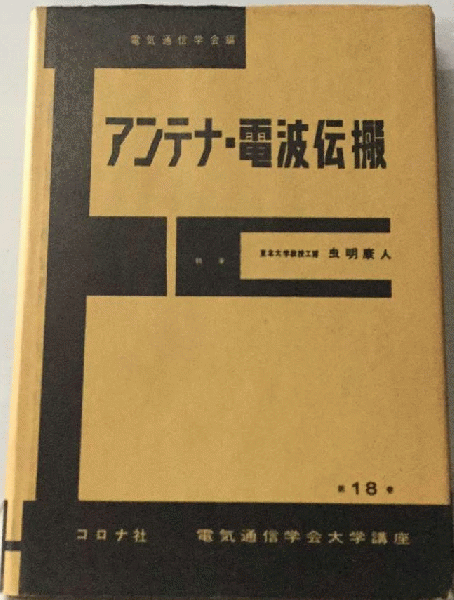 電気通信学会編
アンテナ・電波伝搬
東北大学教授工博 虫明康人
第18巻
コロナ社 電気通信学会大学講座